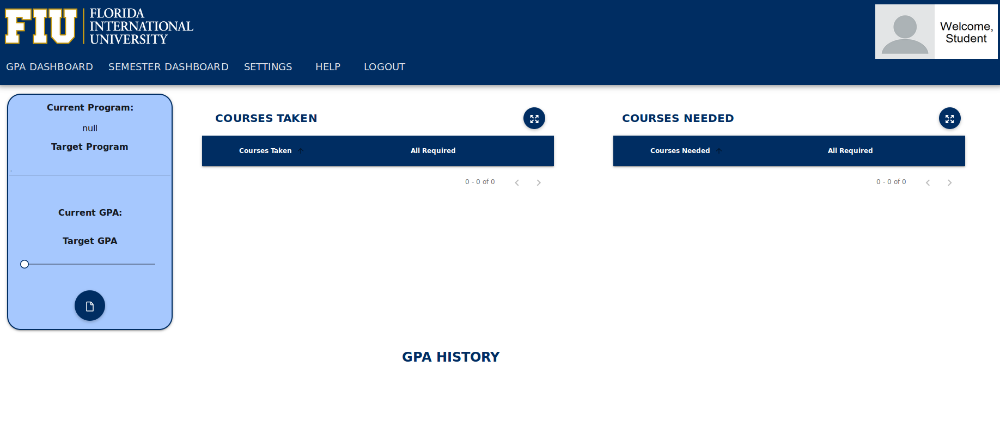 FIU
FLORIDA
INTERNATIONAL
UNIVERSITY
Welcome,
Student
GPA DASHBOARD SEMESTER DASHBOARD SETTINGS HELP LOGOUT
Current Program:
null
Target Program
Current GPA:
Target GPA
COURSES TAKEN
Courses Taken All Required
0 - 0 of 0
COURSES NEEDED
Courses Needed All Required
0 - 0 of 0
GPA HISTORY